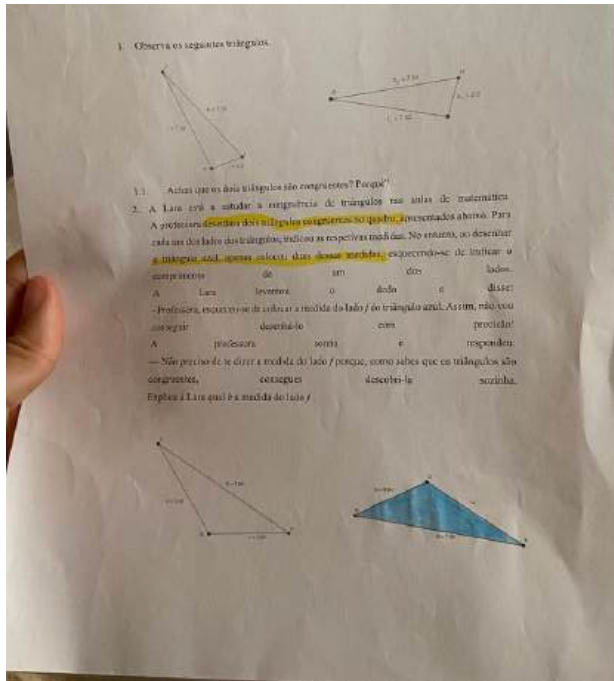 1. Observa os seguintes triângulos.
1.1. Achas que os dois triângulos são congruentes? Porquê?
2. A Lara está a estudar a congruência de triângulos nas aulas de matemática.
A professora desenhou dois triângulos congruentes no quadro, apresentados abaixo. Para
cada um dos lados dos triângulos, indicou as respetivas medidas. No entanto, ao desenhar
o triângulo azul, apenas colocou duas dessas medidas, esquecendo-se de indicar o
comprimento de um dos lados.
A Lara levantou o dedo e disse:
- Professora, esqueceu-se de colocar a medida do lado f do triângulo azul. Assim, não vou
conseguir desenhá-lo com precisão!
A professora sorriu e respondeu:
— Não preciso de te dizer a medida do lado f porque, como sabes que os triângulos são
congruentes, consegues descobri-la sozinha.
Explica à Lara qual é a medida do lado f